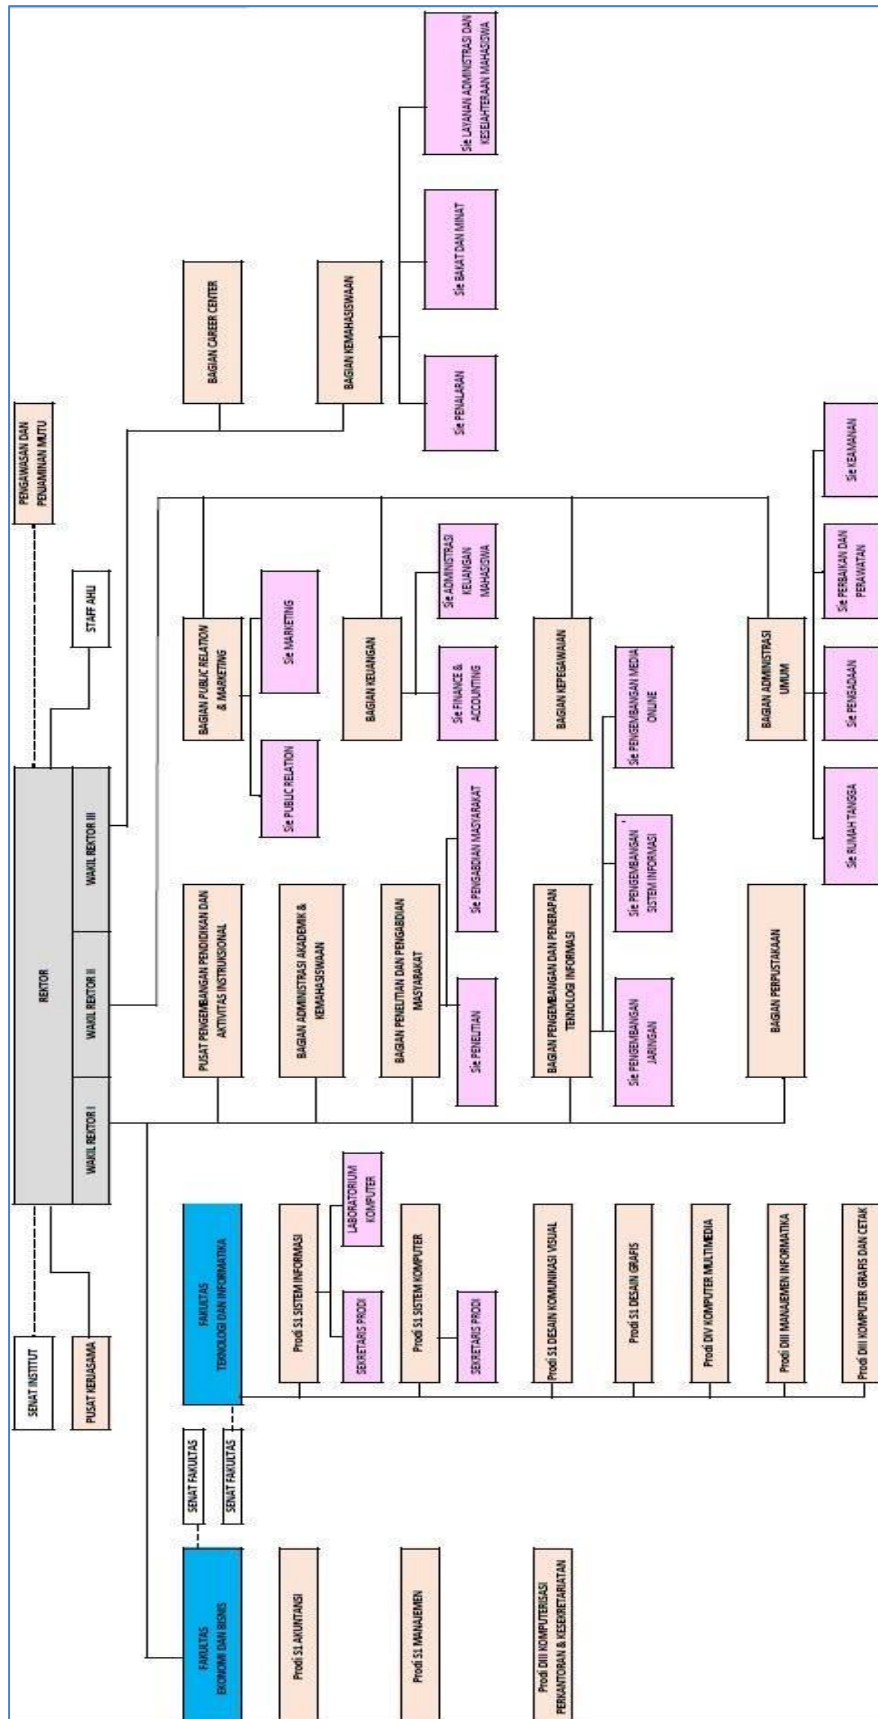 REKTOR
WAKIL REKTOR I
WAKIL REKTOR II
WAKIL REKTOR III
SENAT INSTITUT
PUSAT KERJASAMA
PENGAWASAN DAN
PENJAMINAN MUTU
STAFF AHLI
FAKULTAS
EKONOMI DAN BISNIS
SENAT FAKULTAS
SENAT FAKULTAS
FAKULTAS
TEKNOLOGI DAN INFORMATIKA
Prodi S1 AKUNTANSI
Prodi S1 MANAJEMEN
Prodi DIII KOMPUTERISASI
PERKANTORAN & KESEKRETARIATAN
Prodi S1 SISTEM INFORMASI
SEKRETARIS PRODI
LABORATORIUM
KOMPUTER
Prodi S1 SISTEM KOMPUTER
SEKRETARIS PRODI
Prodi S1 DESAIN KOMUNIKASI VISUAL
Prodi S1 DESAIN GRAFIS
Prodi DIV KOMPUTER MULTIMEDIA
Prodi DIII MANAJEMEN INFORMATIKA
Prodi DIII KOMPUTER GRAFIS DAN CETAK
PUSAT PENGEMBANGAN PENDIDIKAN DAN
AKTIVITAS INSTRUKSIONAL
BAGIAN ADMINISTRASI AKADEMIK &
KEMAHASISWAAN
BAGIAN PENELITIAN DAN PENGABDIAN
MASYARAKAT
Sie PENELITIAN
Sie PENGABDIAN MASYARAKAT
BAGIAN PENGEMBANGAN DAN PENERAPAN
TEKNOLOGI INFORMASI
Sie PENGEMBANGAN
JARINGAN
Sie PENGEMBANGAN
SISTEM INFORMASI
Sie PENGEMBANGAN MEDIA
ONLINE
BAGIAN PERPUSTAKAAN
BAGIAN PUBLIC RELATION
& MARKETING
Sie PUBLIC RELATION
Sie MARKETING
BAGIAN KEUANGAN
Sie FINANCE &
ACCOUNTING
Sie ADMINISTRASI
KEUANGAN
MAHASISWA
BAGIAN KEPEGAWAIAN
BAGIAN ADMINISTRASI
UMUM
Sie RUMAH TANGGA
Sie PENGADAAN
Sie PERBAIKAN DAN
PERAWATAN
Sie KEAMANAN
BAGIAN CAREER CENTER
BAGIAN KEMAHASISWAAN
Sie PENALARAN
Sie BAKAT DAN MINAT
Sie LAYANAN ADMINISTRASI DAN
KESEJAHTERAAN MAHASISWA